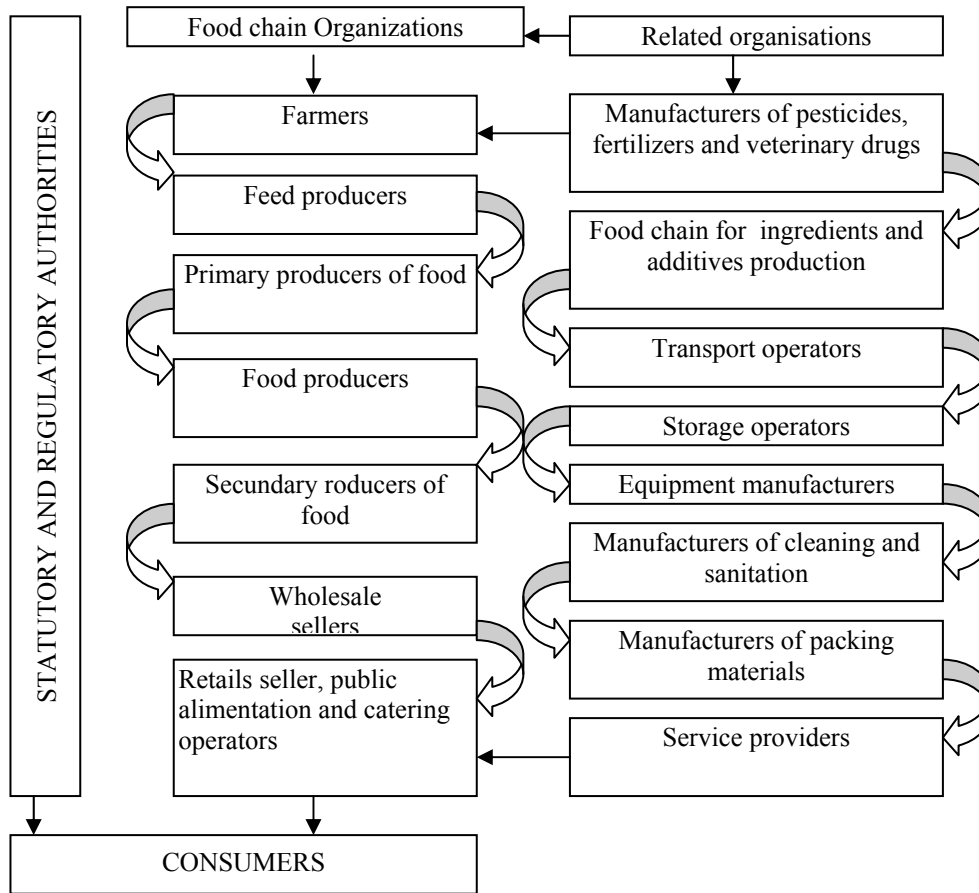 STATUTORY AND REGULATORY AUTHORITIES
Food chain Organizations
Farmers
Feed producers
Primary producers of food
Food producers
Secundary roducers of
food
Wholesale
sellers
Retails seller, public
alimentation and catering
operators
Related organisations
Manufacturers of pesticides,
fertilizers and veterinary drugs
Food chain for ingredients and
additives production
Transport operators
Storage operators
Equipment manufacturers
Manufacturers of cleaning and
sanitation
Manufacturers of packing
materials
Service providers
CONSUMERS